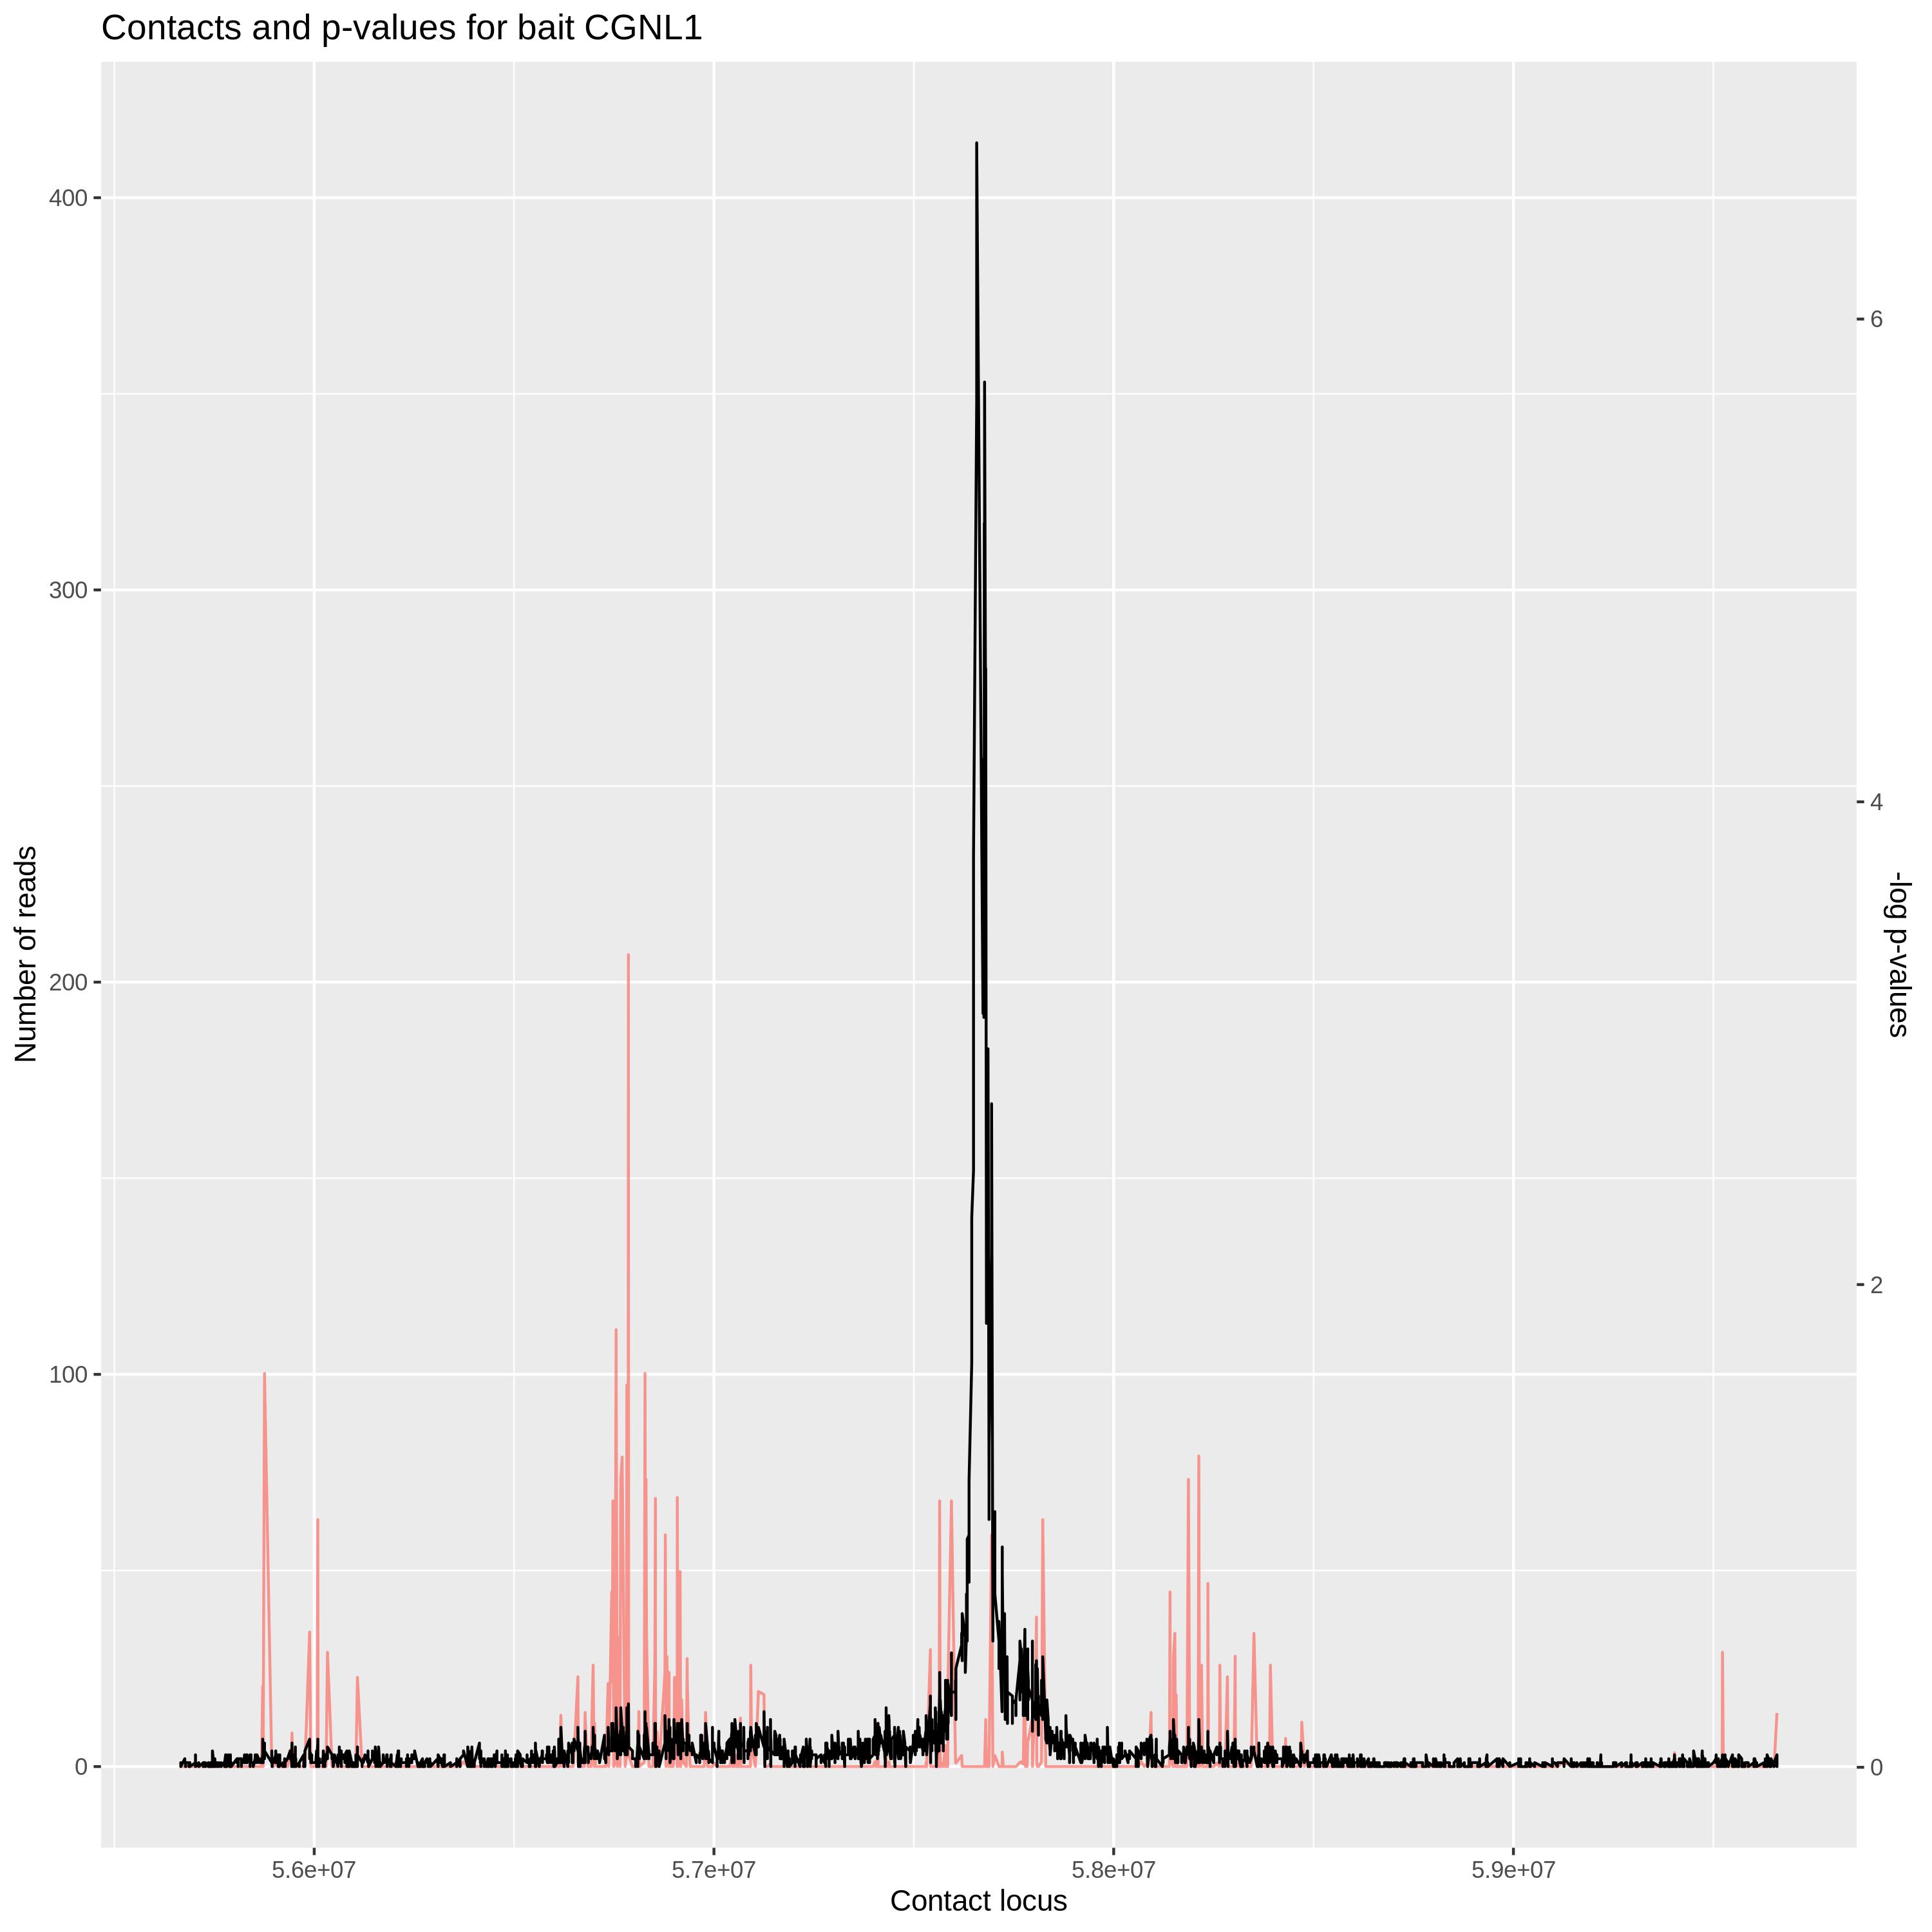 Contacts and p-values for bait CGNL1
400
300
200
100
0
Number of reads
6
4
2
0
-log p-values
5.6e+07
5.7e+07
5.8e+07
5.9e+07
Contact locus